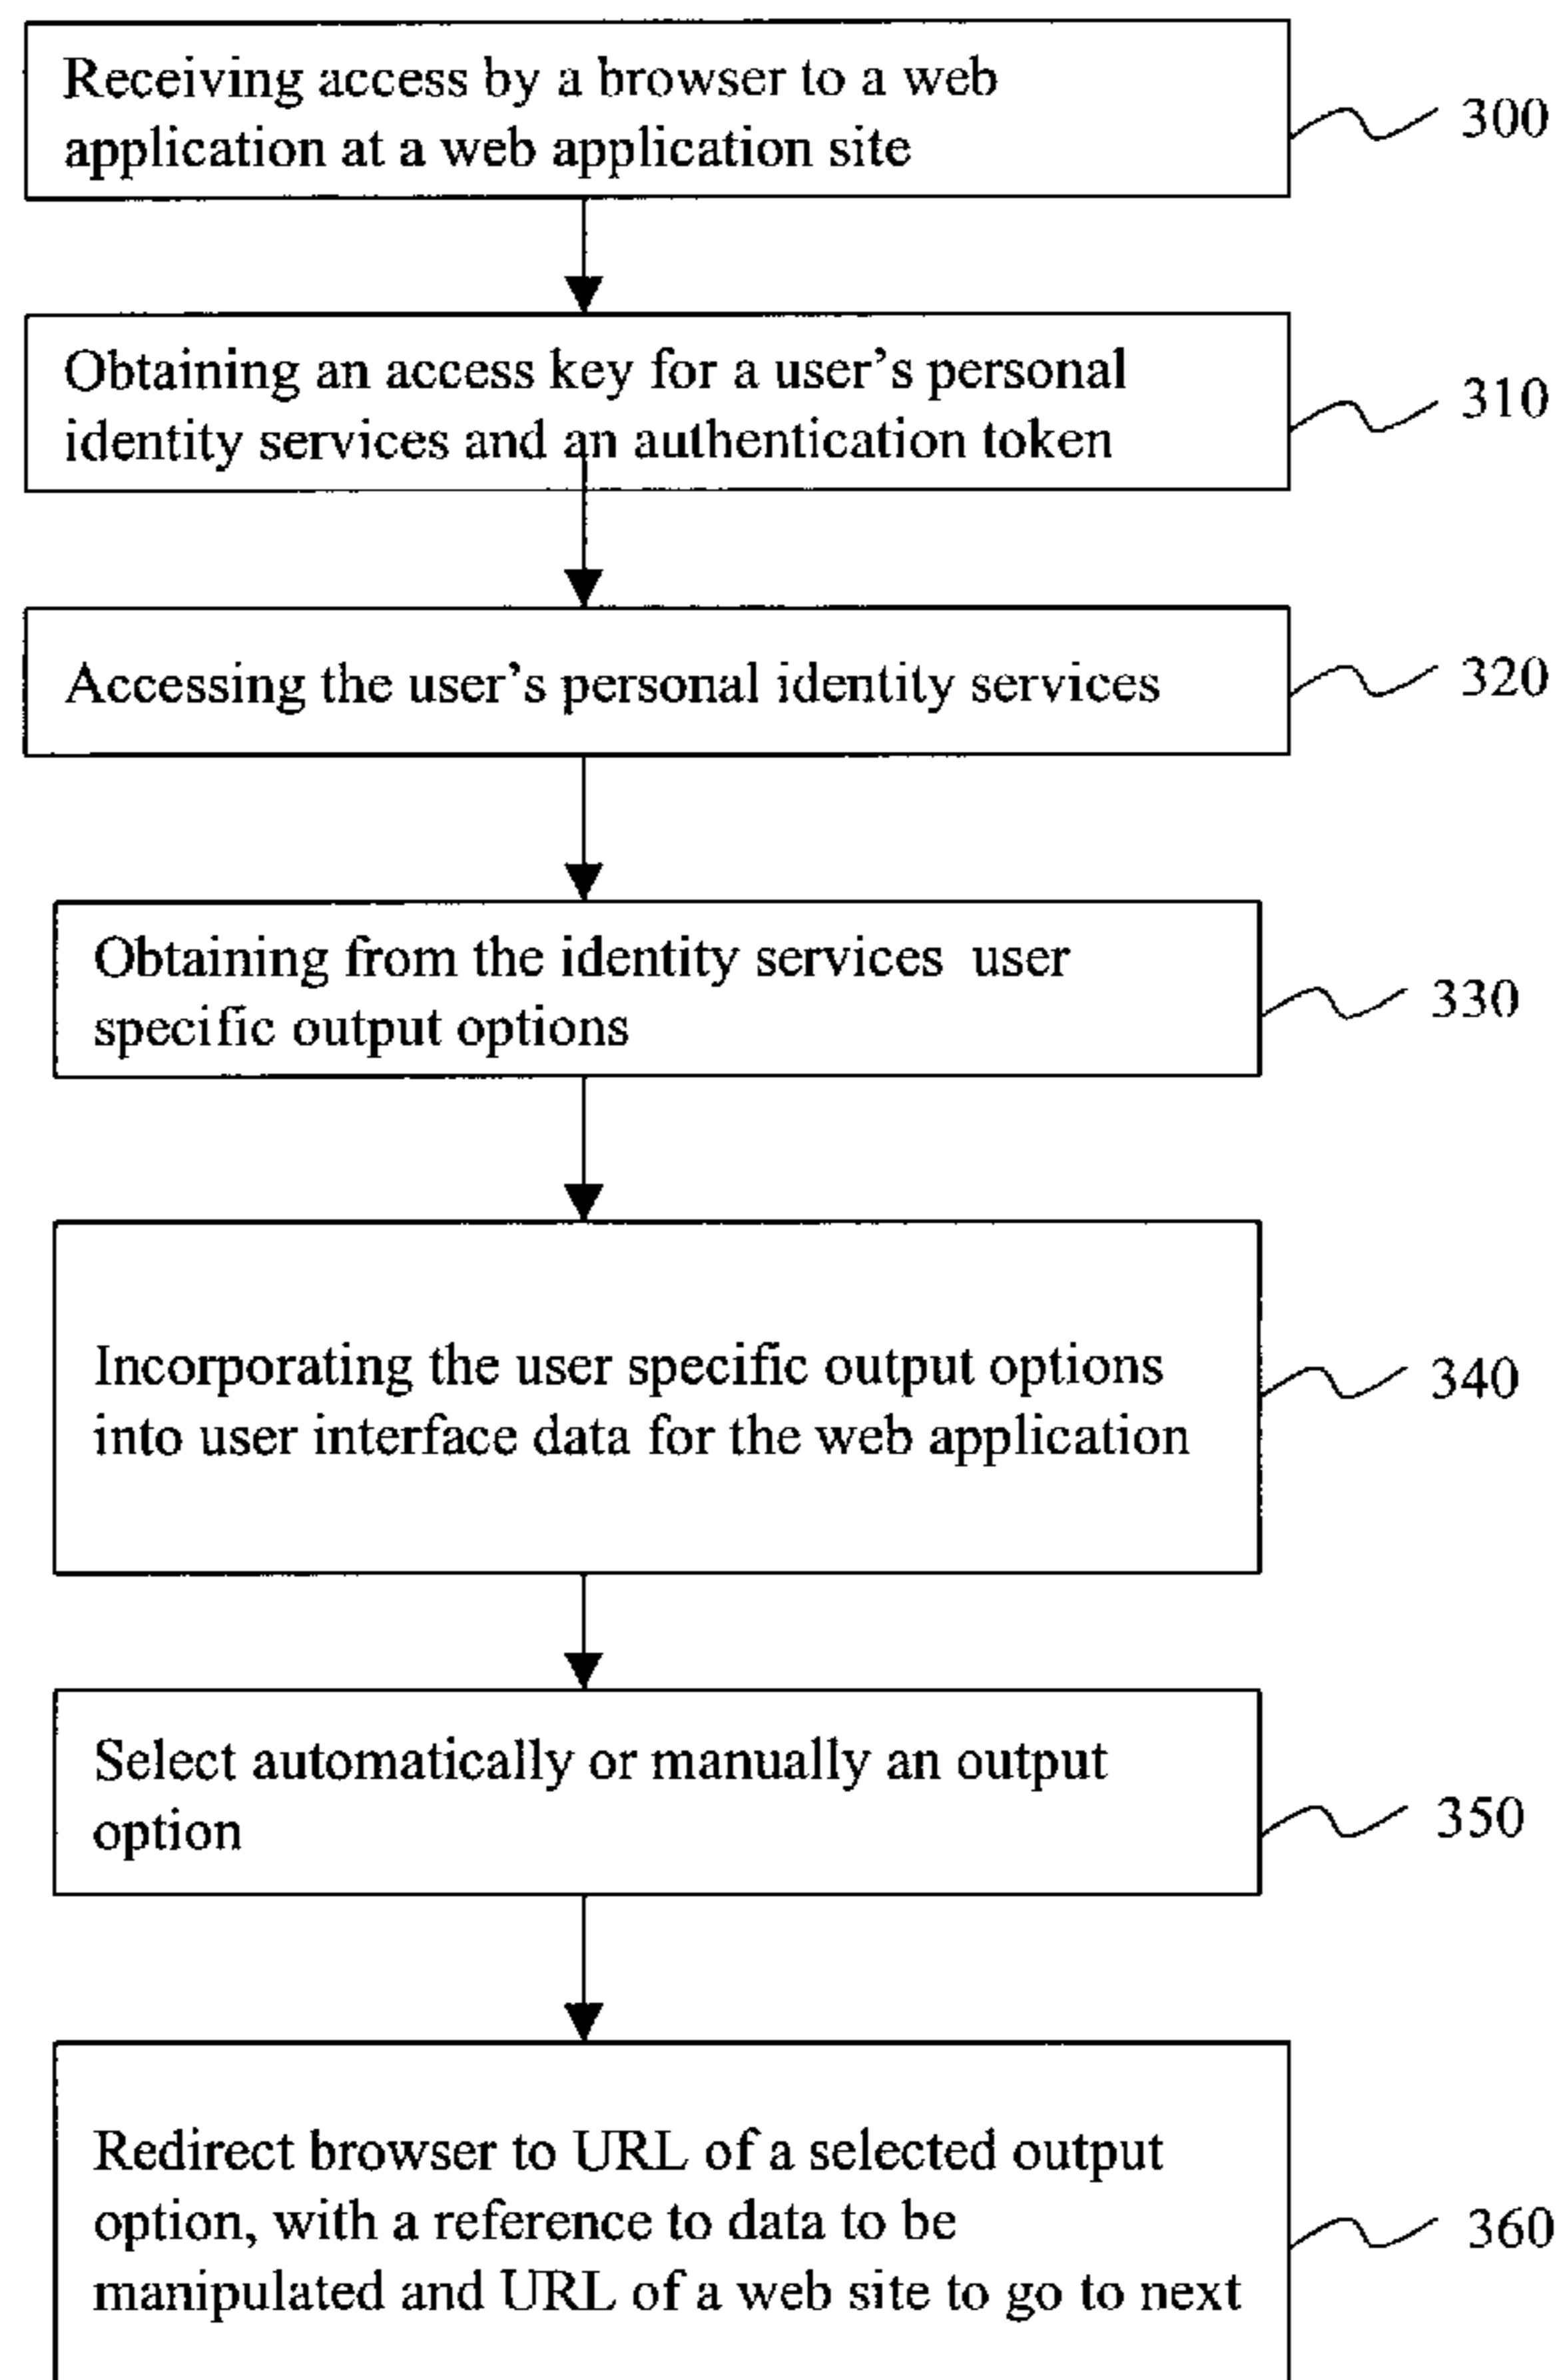 Receiving access by a browser to a web
application at a web application site
300
Obtaining an access key for a user's personal
identity services and an authentication token
310
Accessing the user's personal identity services
320
Obtaining from the identity services user
specific output options
330
Incorporating the user specific output options
into user interface data for the web application
340
Select automatically or manually an output
option
350
Redirect browser to URL of a selected output
option, with a reference to data to be
manipulated and URL of a web site to go to next
360